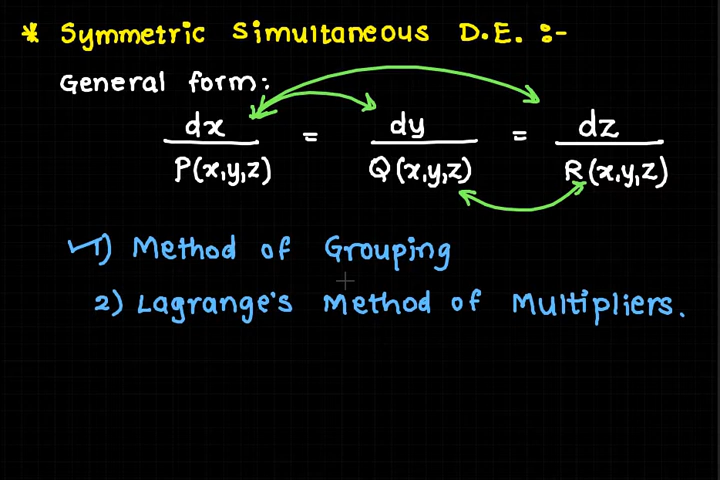 * Symmetric Simultaneous D.E. :-
General form:
dx/P(x,y,z) = dy/Q(x,y,z) = dz/R(x,y,z)
✓1) Method of Grouping
2) Lagrange's Method of Multipliers.